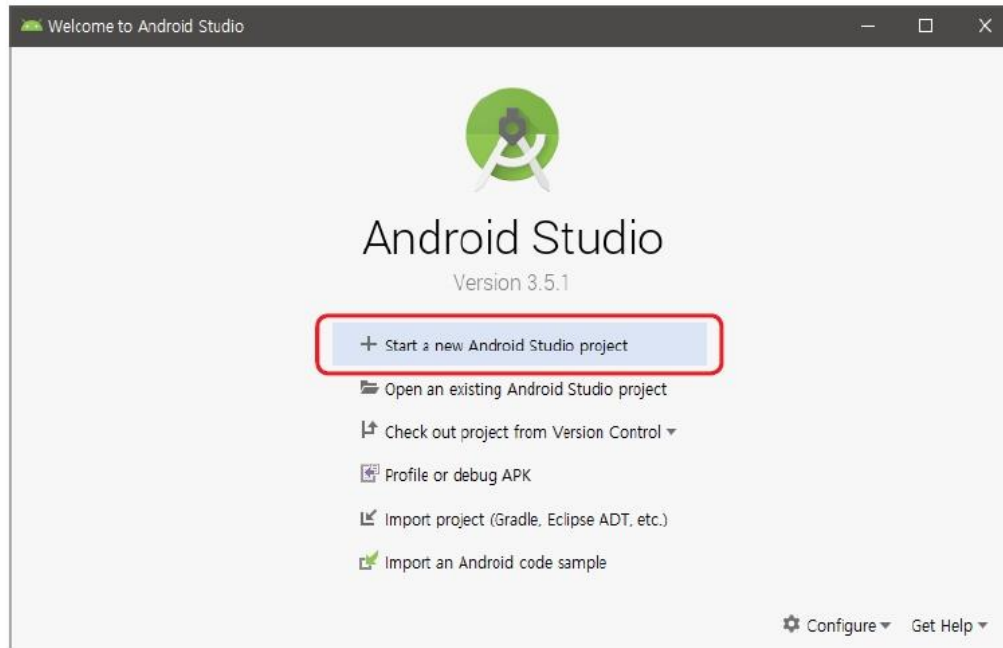 Welcome to Android Studio
Android Studio
Version 3.5.1
Start a new Android Studio project
Open an existing Android Studio project
Check out project from Version Control
Profile or debug APK
Import project (Gradle, Eclipse ADT, etc.)
Import an Android code sample
Configure Get Help